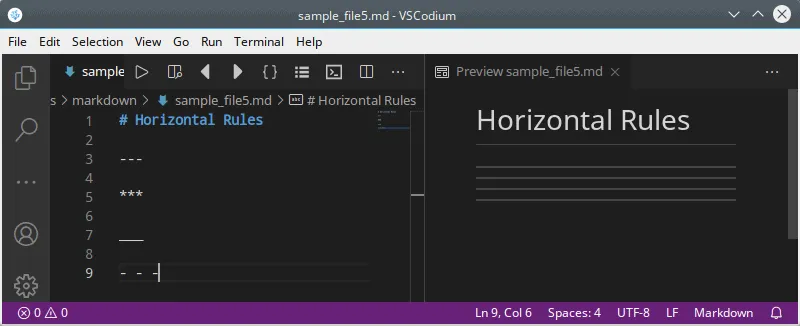 sample_file5.md - VSCodium
File Edit Selection View Go Run Terminal Help
sample
Preview sample_file5.md
s > markdown > sample_file5.md > abc # Horizontal Rules
1 # Horizontal Rules
2
3 ---
4
5 ***
6
7 ___
8
9 - - -
Horizontal Rules
0 0 Ln 9, Col 6 Spaces: 4 UTF-8 LF Markdown